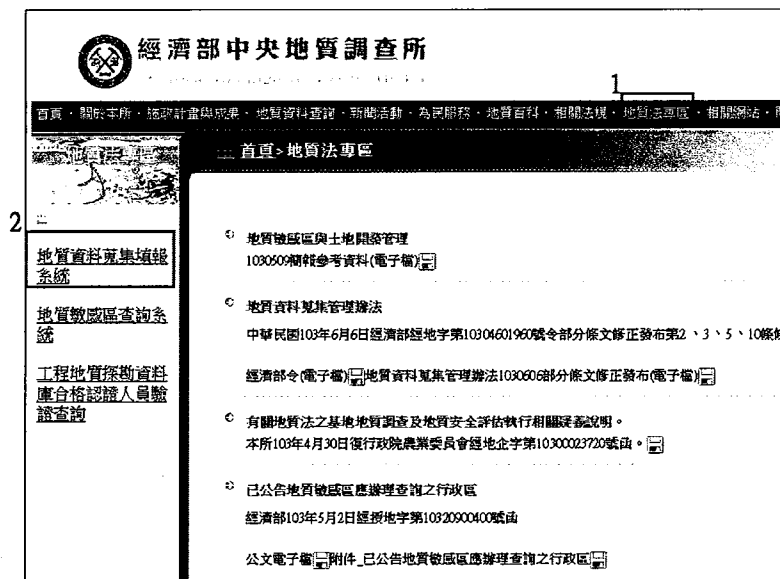 經濟部中央地質調查所
1
首頁・關於本所・施政計畫與成果・地質資料查詢・新聞活動・為民服務・地質百科・相關法規・地質法專區・相關網站・
地質法專區
::: 首頁>地質法專區
2
:::
地質資料蒐集填報
系統
地質敏感區查詢系
統
工程地質探勘資料
庫合格認證人員驗
證查詢
地質敏感區與土地開發管理
1030509簡報參考資料(電子檔)
地質資料蒐集管理辦法
中華民國103年6月6日經濟部經地字第10304601960號令部分條文修正發布第2、3、5、10條條
經濟部令(電子檔) 地質資料蒐集管理辦法1030606部分條文修正發布(電子檔)
有關地質法之基地地質調查及地質安全評估執行相關疑義說明。
本所103年4月30日復行政院農業委員會經地企字第10300023720號函。
已公告地質敏感區應辦理查詢之行政區
經濟部103年5月2日經授地字第10320900400號函
公文電子檔 附件_已公告地質敏感區應辦理查詢之行政區